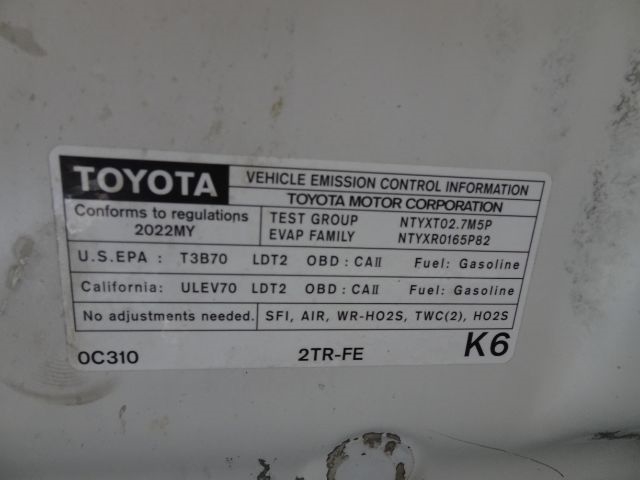 TOYOTA
VEHICLE EMISSION CONTROL INFORMATION
TOYOTA MOTOR CORPORATION
Conforms to regulations
2022MY
TEST GROUP NTYXT02.7M5P
EVAP FAMILY NTYXR0165P82
U.S.EPA : T3B70 LDT2 OBD : CAII Fuel: Gasoline
California: ULEV70 LDT2 OBD : CAII Fuel: Gasoline
No adjustments needed. SFI, AIR, WR-HO2S, TWC(2), HO2S
0C310 2TR-FE K6